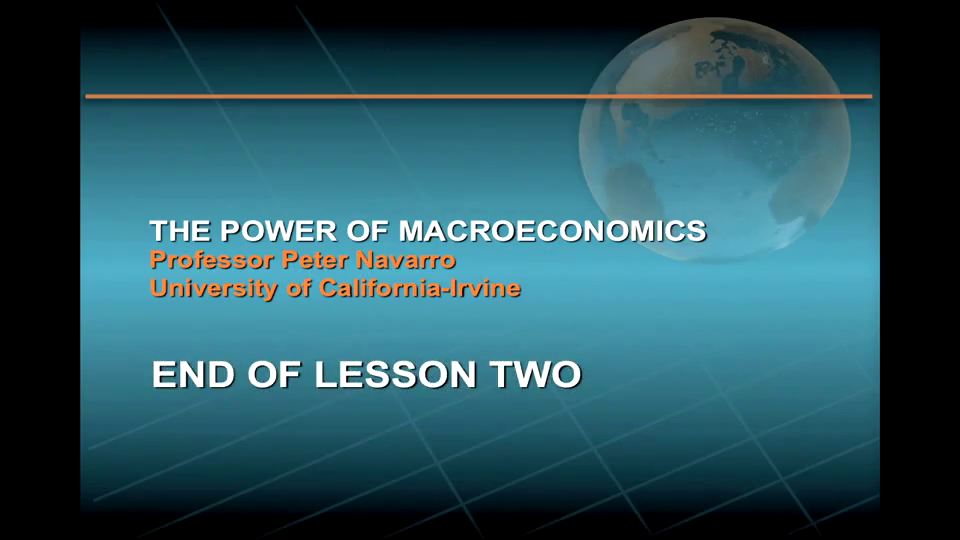 THE POWER OF MACROECONOMICS
Professor Peter Navarro
University of California-Irvine
END OF LESSON TWO